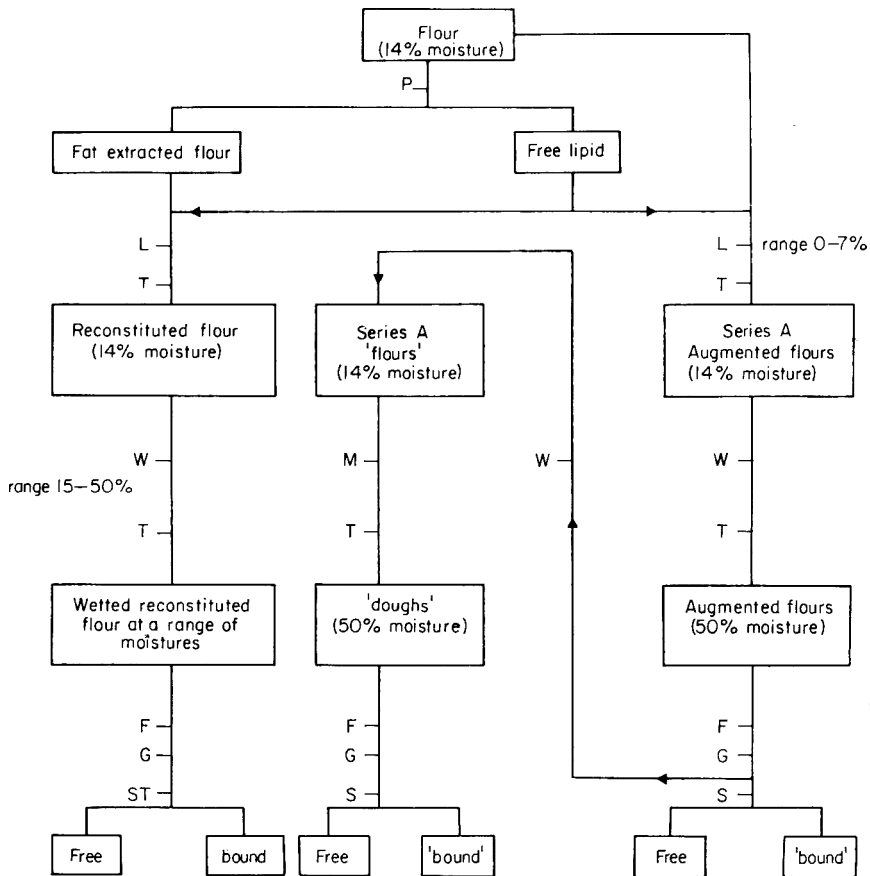 Flour
(14% moisture)
P
Fat extracted flour
Free lipid
L
L
range 0-7%
T
T
Reconstituted flour
(14% moisture)
Series A
'flours'
(14% moisture)
Series A
Augmented flours
(14% moisture)
W
M
W
W
range 15-50%
T
T
T
Wetted reconstituted
flour at a range of
moistures
'doughs'
(50% moisture)
Augmented flours
(50% moisture)
F
F
F
G
G
G
ST
S
S
Free
bound
Free
'bound'
Free
'bound'